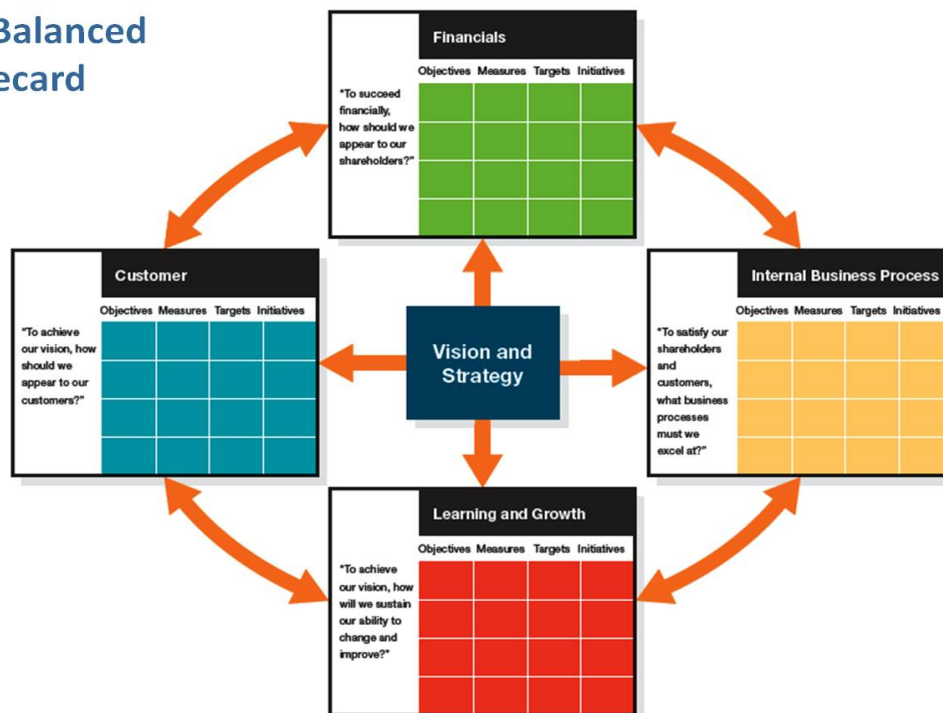 Balanced
ecard
Financials
Objectives Measures Targets Initiatives
"To succeed
financially,
how should we
appear to our
shareholders?"
Customer
Objectives Measures Targets Initiatives
"To achieve
our vision, how
should we
appear to our
customers?"
Vision and
Strategy
Internal Business Process
Objectives Measures Targets Initiatives
"To satisfy our
shareholders
and
customers,
what business
processes
must we
excel at?"
Learning and Growth
Objectives Measures Targets Initiatives
"To achieve
our vision, how
will we sustain
our ability to
change and
improve?"